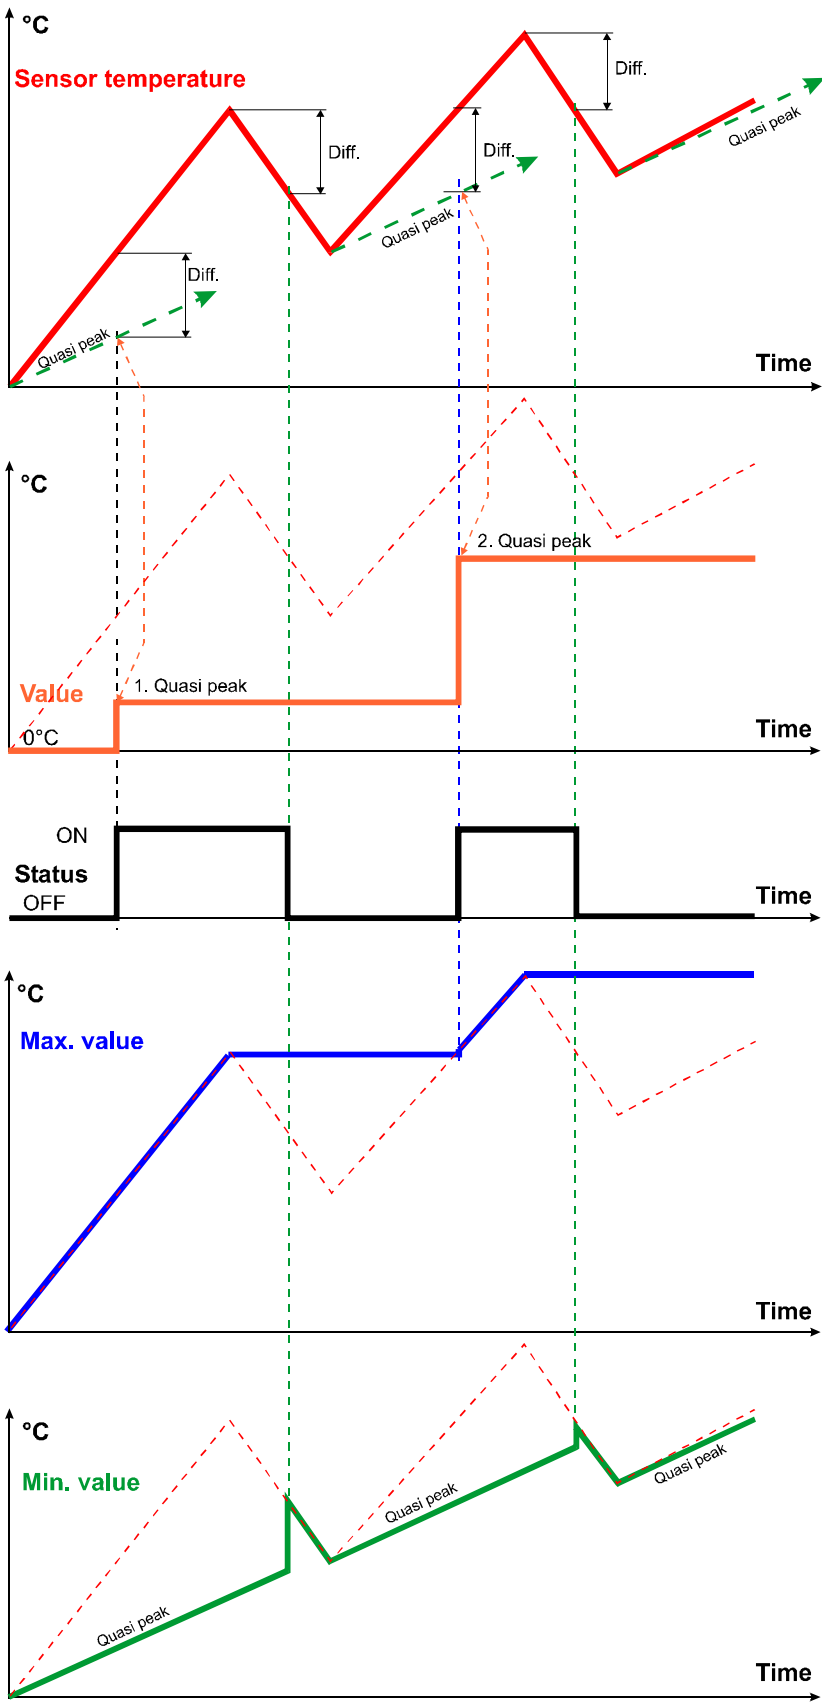 °C
Sensor temperature
Diff.
Diff.
Diff.
Quasi peak
Quasi peak
Diff.
Quasi peak
Time
°C
2. Quasi peak
1. Quasi peak
Value
0°C
Time
ON
Status
OFF
Time
°C
Max. value
Time
°C
Min. value
Quasi peak
Quasi peak
Quasi peak
Time